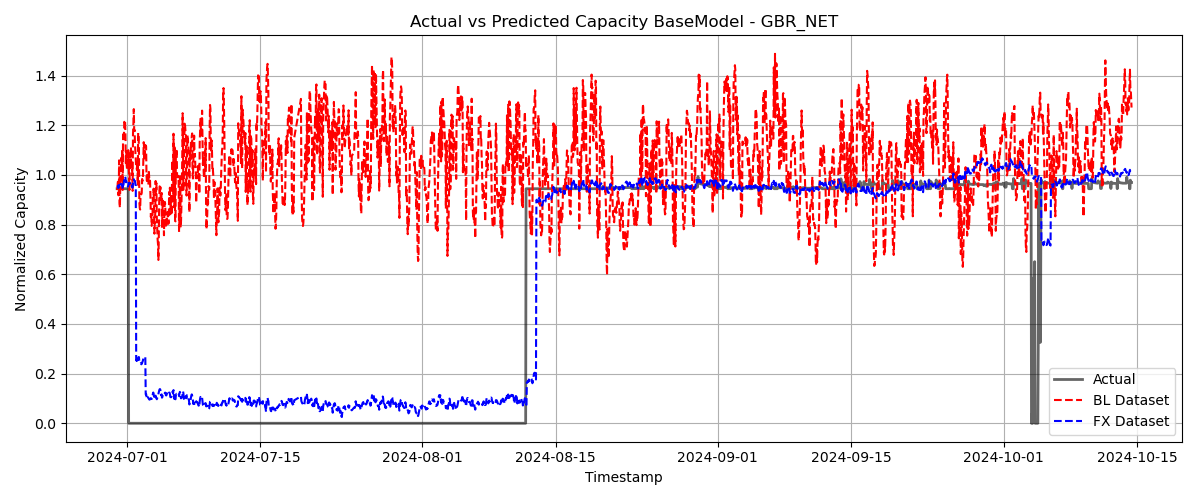 Actual vs Predicted Capacity BaseModel - GBR_NET
Normalized Capacity
1.4
1.2
1.0
0.8
0.6
0.4
0.2
0.0
Actual
BL Dataset
FX Dataset
2024-07-01 2024-07-15 2024-08-01 2024-08-15 2024-09-01 2024-09-15 2024-10-01 2024-10-15
Timestamp